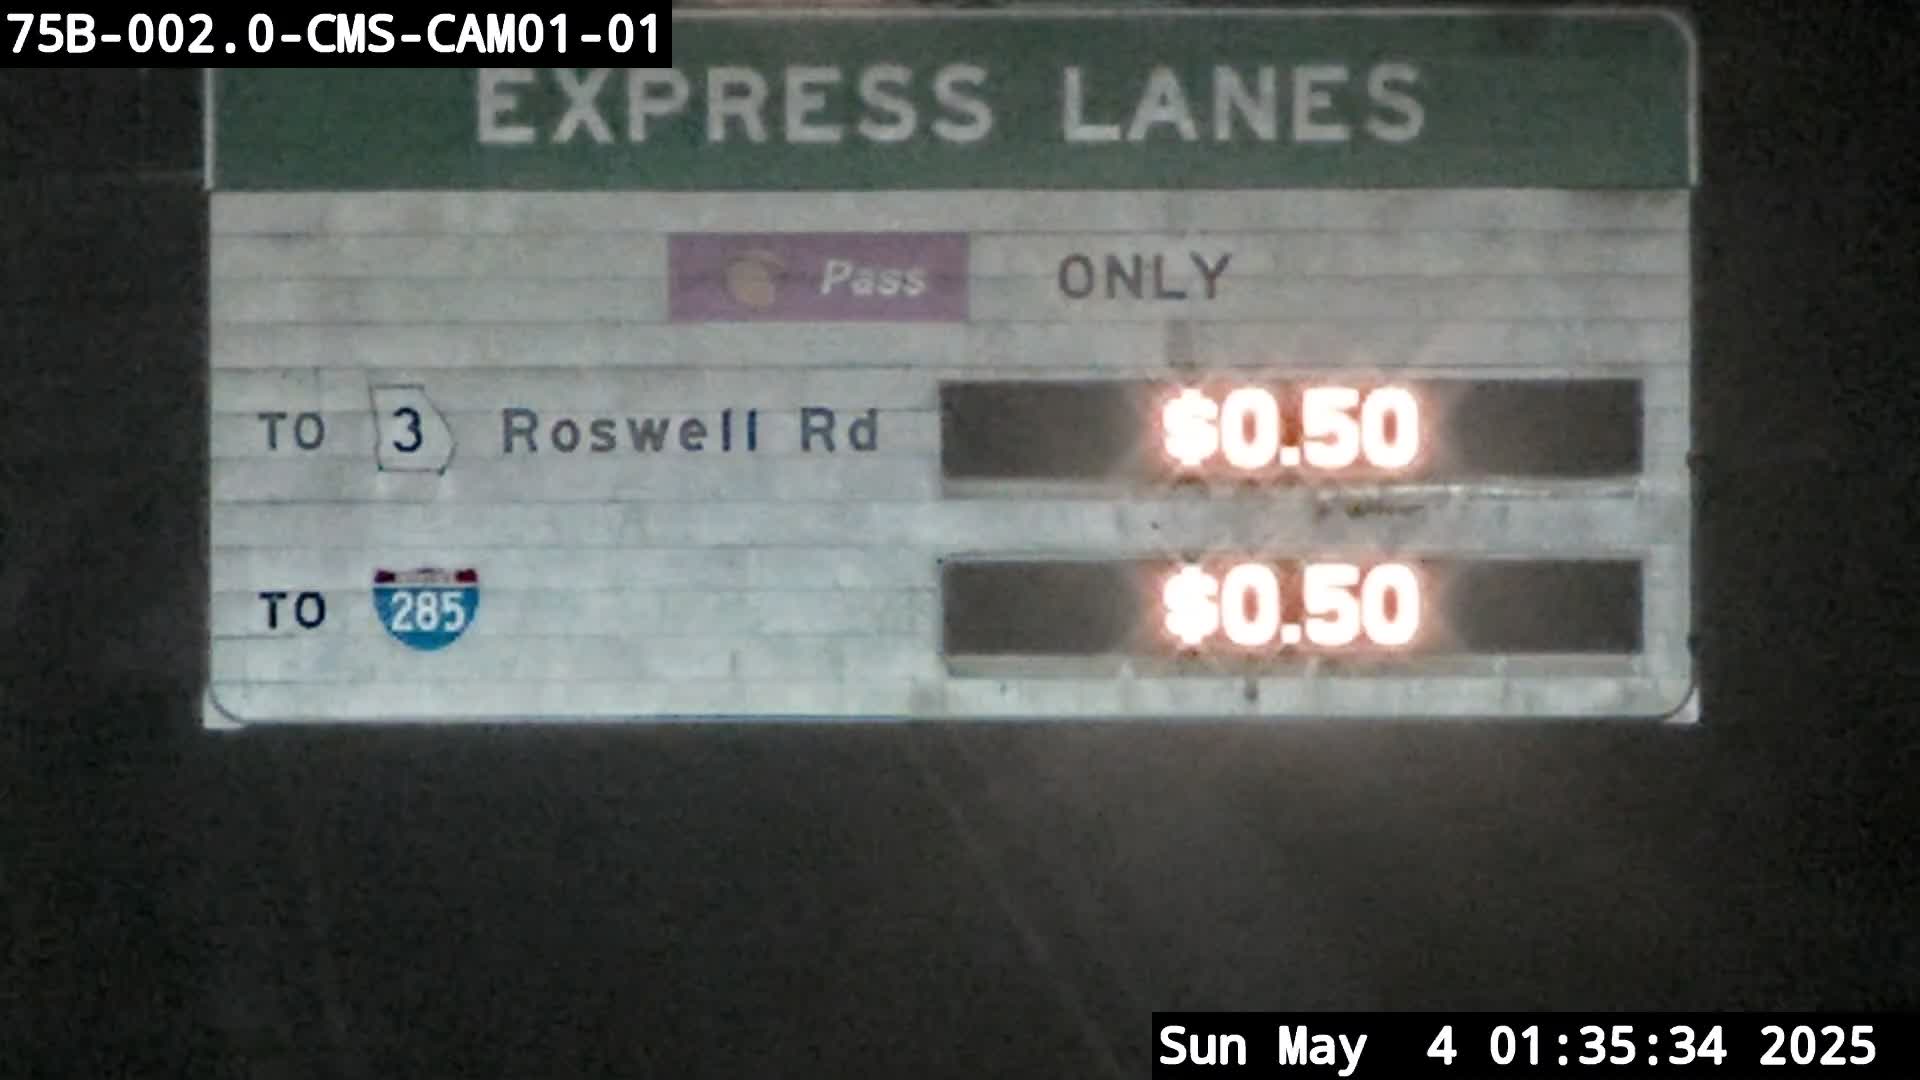 75B-002.0-CMS-CAM01-01
EXPRESS LANES
Pass ONLY
TO 3 Roswell Rd $0.50
TO 285 $0.50
Sun May 4 01:35:34 2025